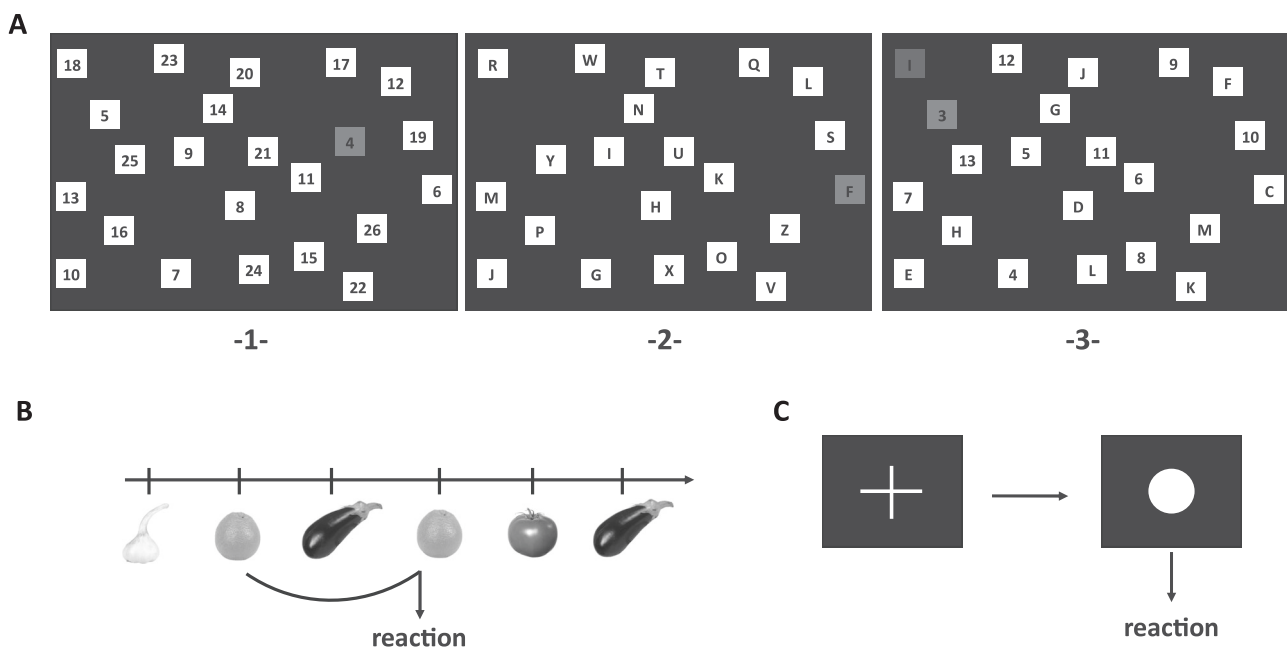 A
18 23 20 17 12
5 14 4 19
25 9 21 11 6
13 8 26
16 15
10 7 24 22
-1-
R W T Q L
N S
Y I U K F
M H Z
P O
J G X V
-2-
I 12 J 9 F
3 G 10
13 5 11 6 C
7 D M
H 8
E 4 L K
-3-
B
reaction
C
reaction